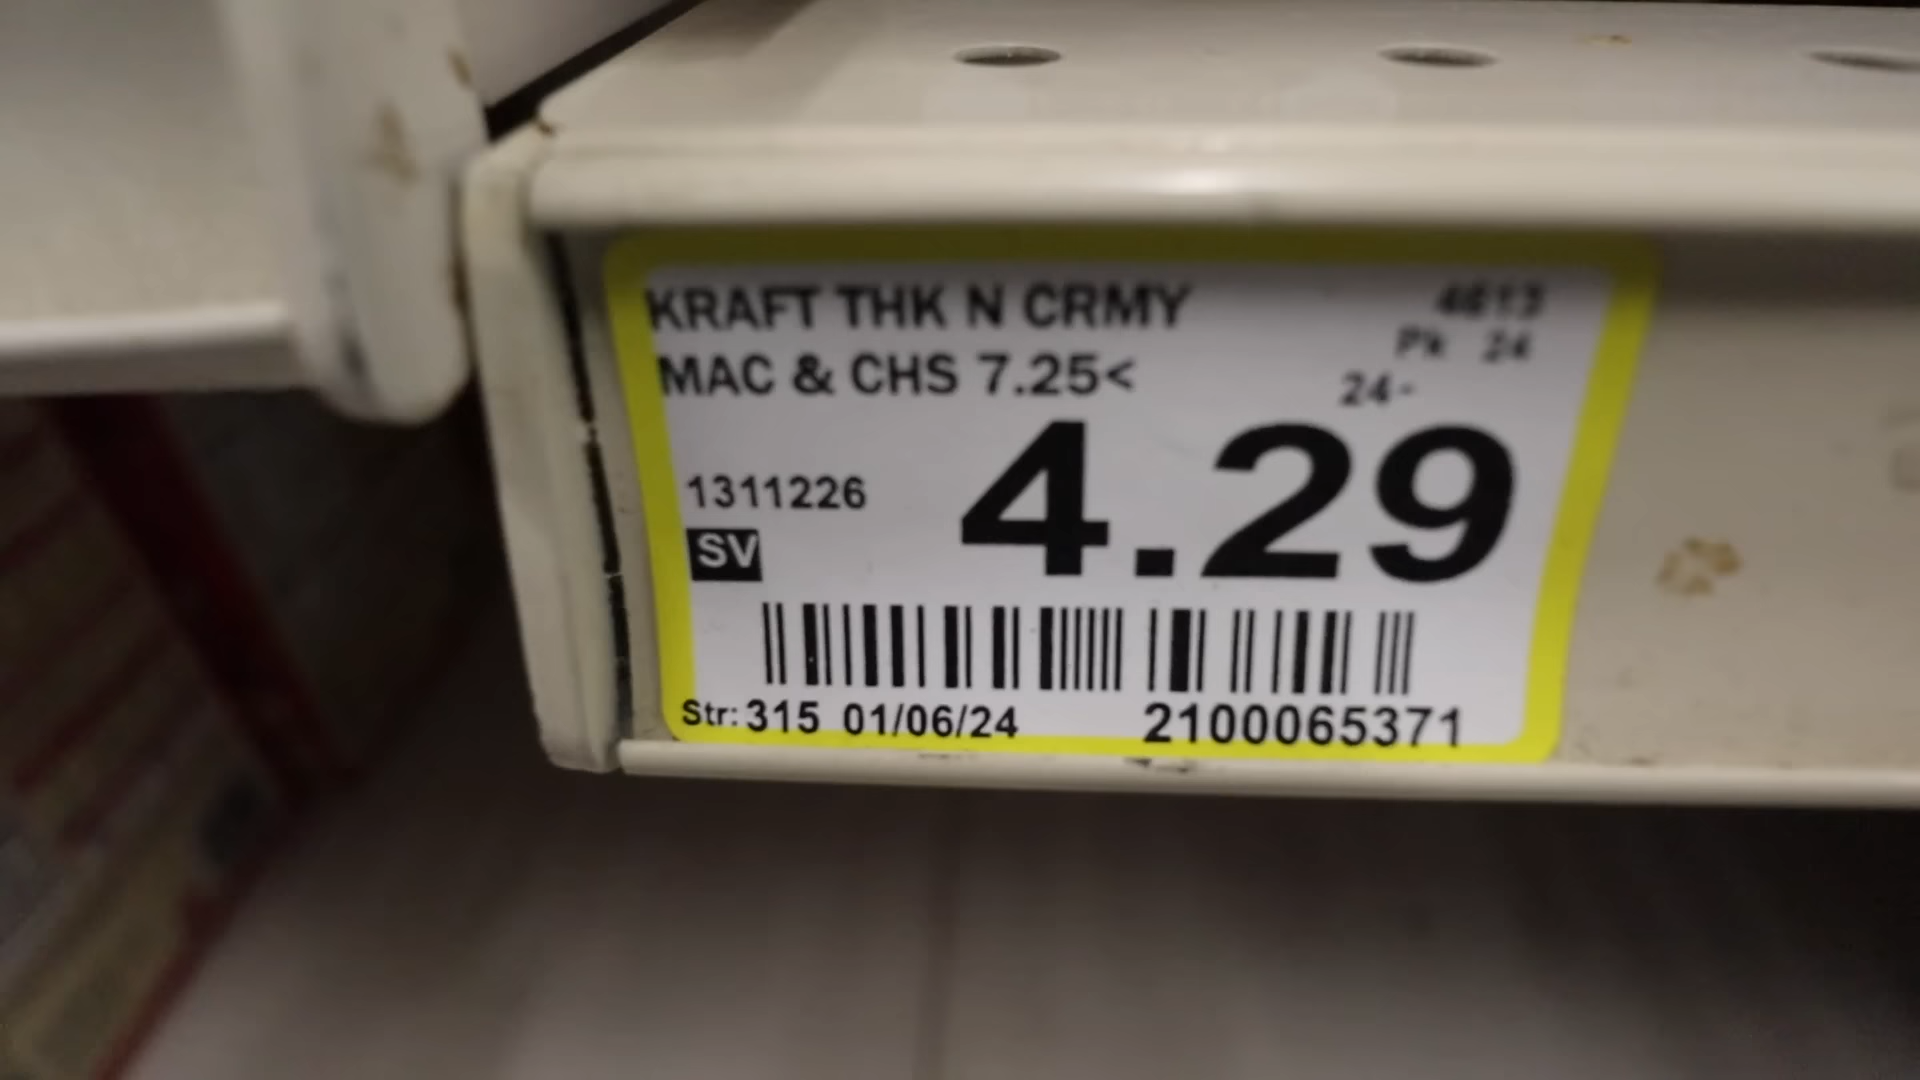 KRAFT THK N CRMY
4613
MAC & CHS 7.25<
Pk 24
24-
1311226
4.29
SV
Str:315 01/06/24
2100065371